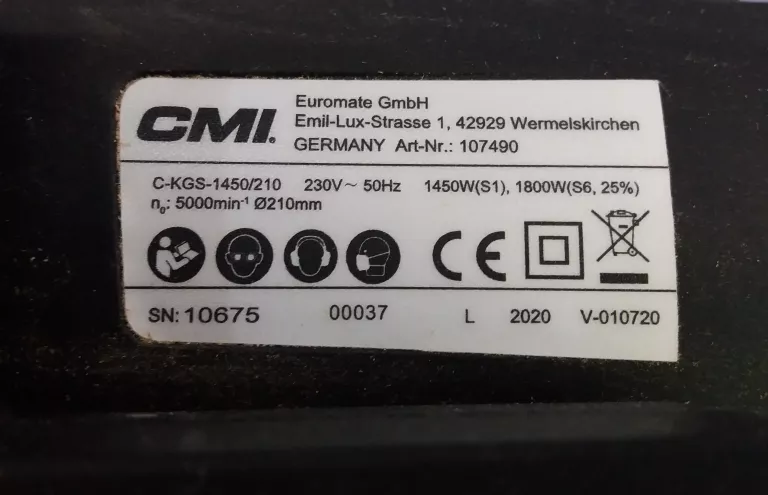 CMI.
Euromate GmbH
Emil-Lux-Strasse 1, 42929 Wermelskirchen
GERMANY Art-Nr.: 107490
C-KGS-1450/210 230V~ 50Hz 1450W(S1), 1800W(S6, 25%)
n₀: 5000min⁻¹ Ø210mm
CE
SN: 10675 00037 L 2020 V-010720